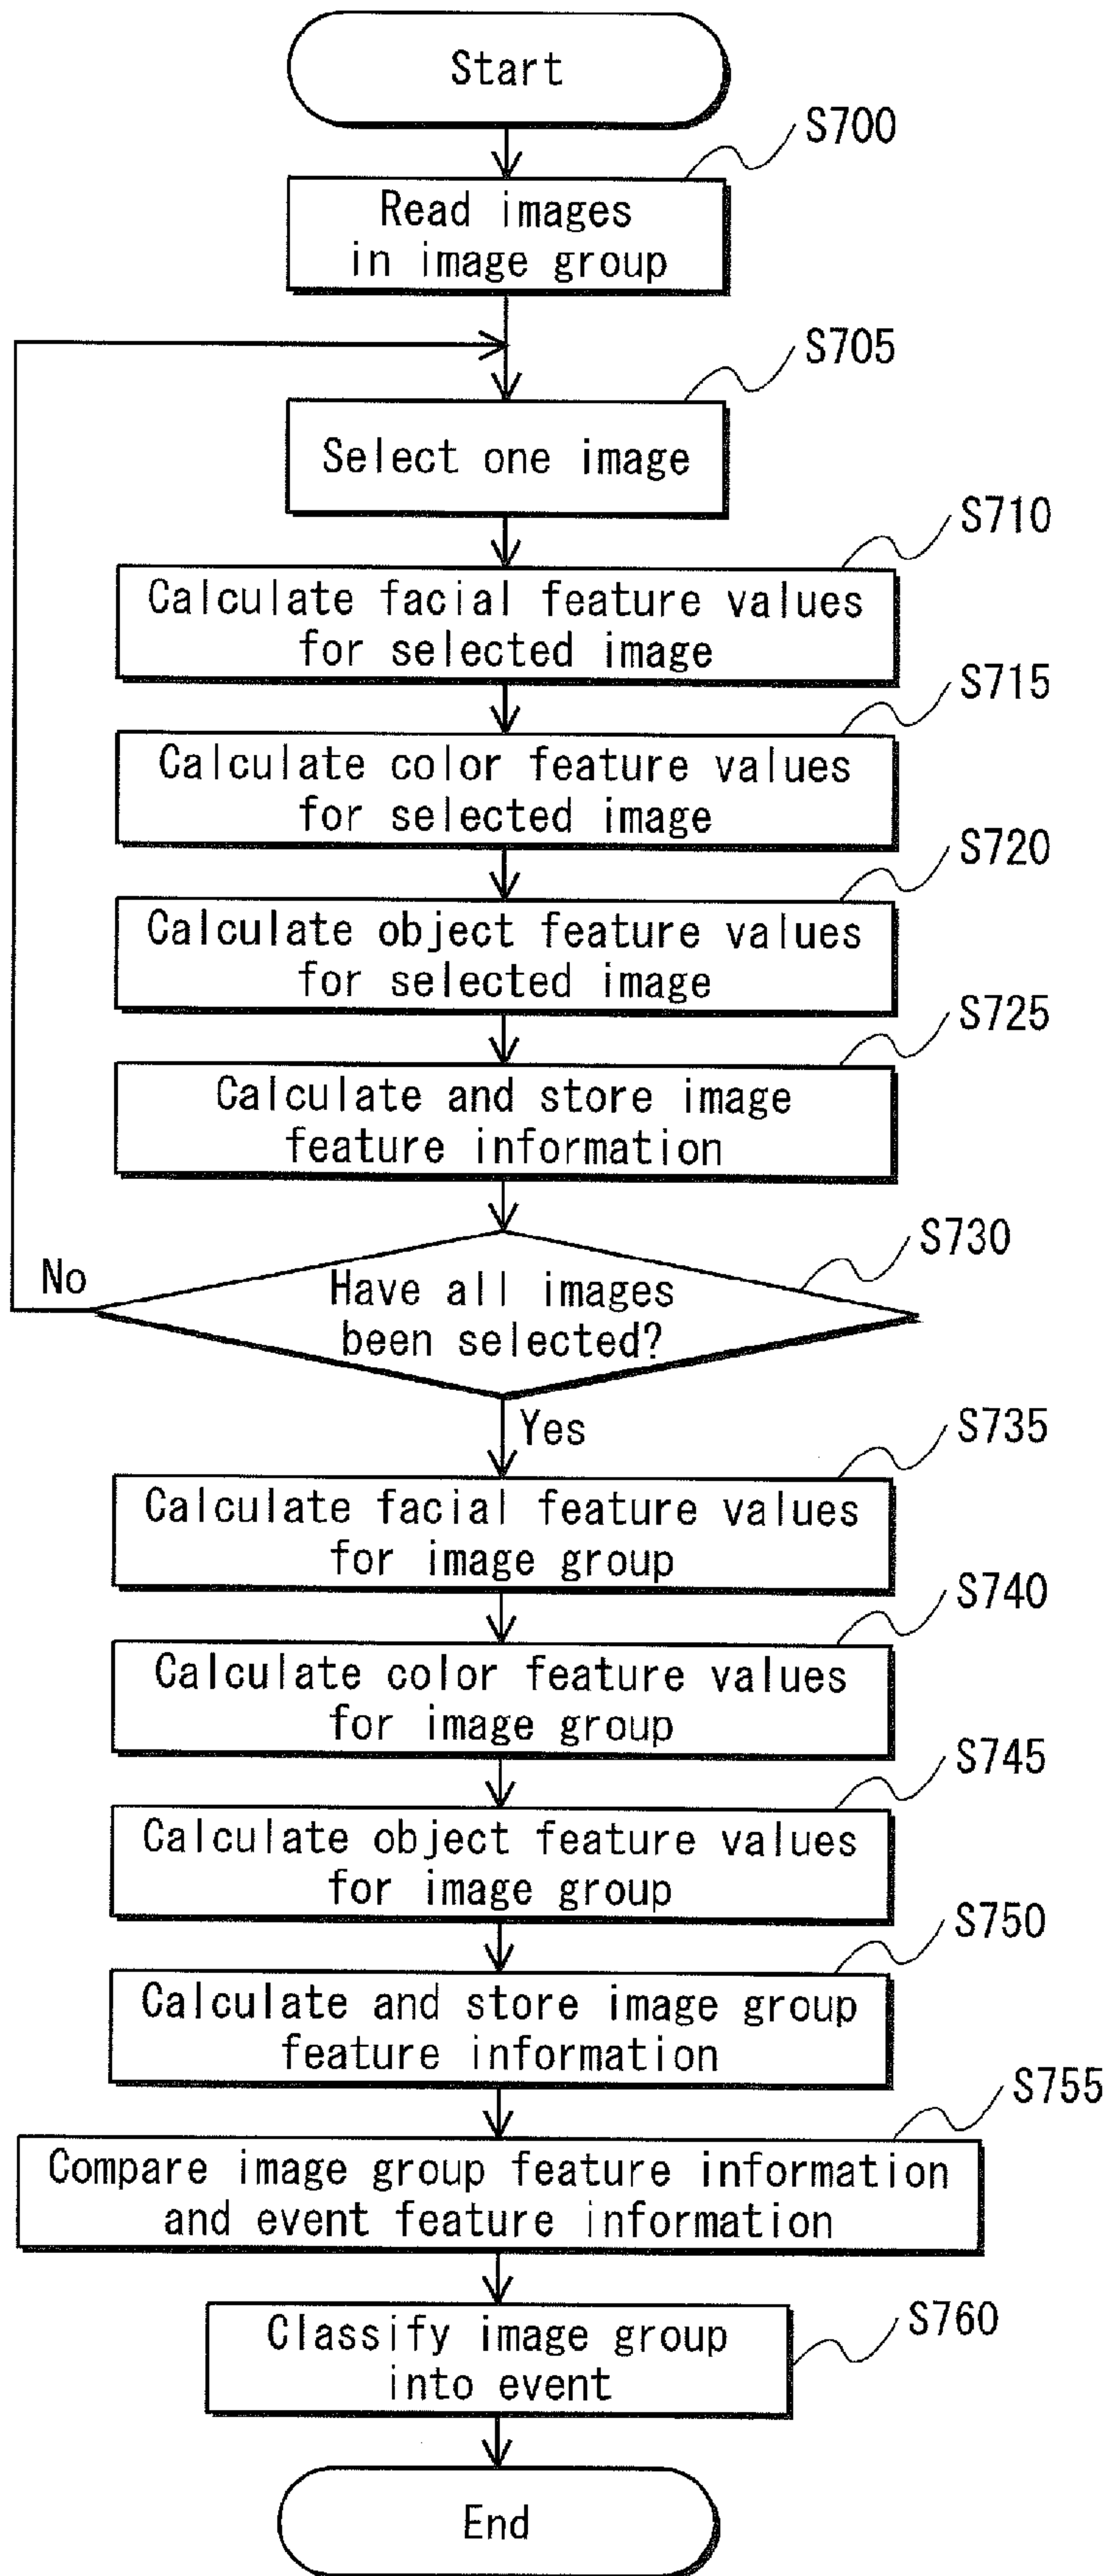 Start
S700
Read images
in image group
S705
Select one image
S710
Calculate facial feature values
for selected image
S715
Calculate color feature values
for selected image
S720
Calculate object feature values
for selected image
S725
Calculate and store image
feature information
S730
No
Have all images
been selected?
Yes
S735
Calculate facial feature values
for image group
S740
Calculate color feature values
for image group
S745
Calculate object feature values
for image group
S750
Calculate and store image group
feature information
S755
Compare image group feature information
and event feature information
S760
Classify image group
into event
End